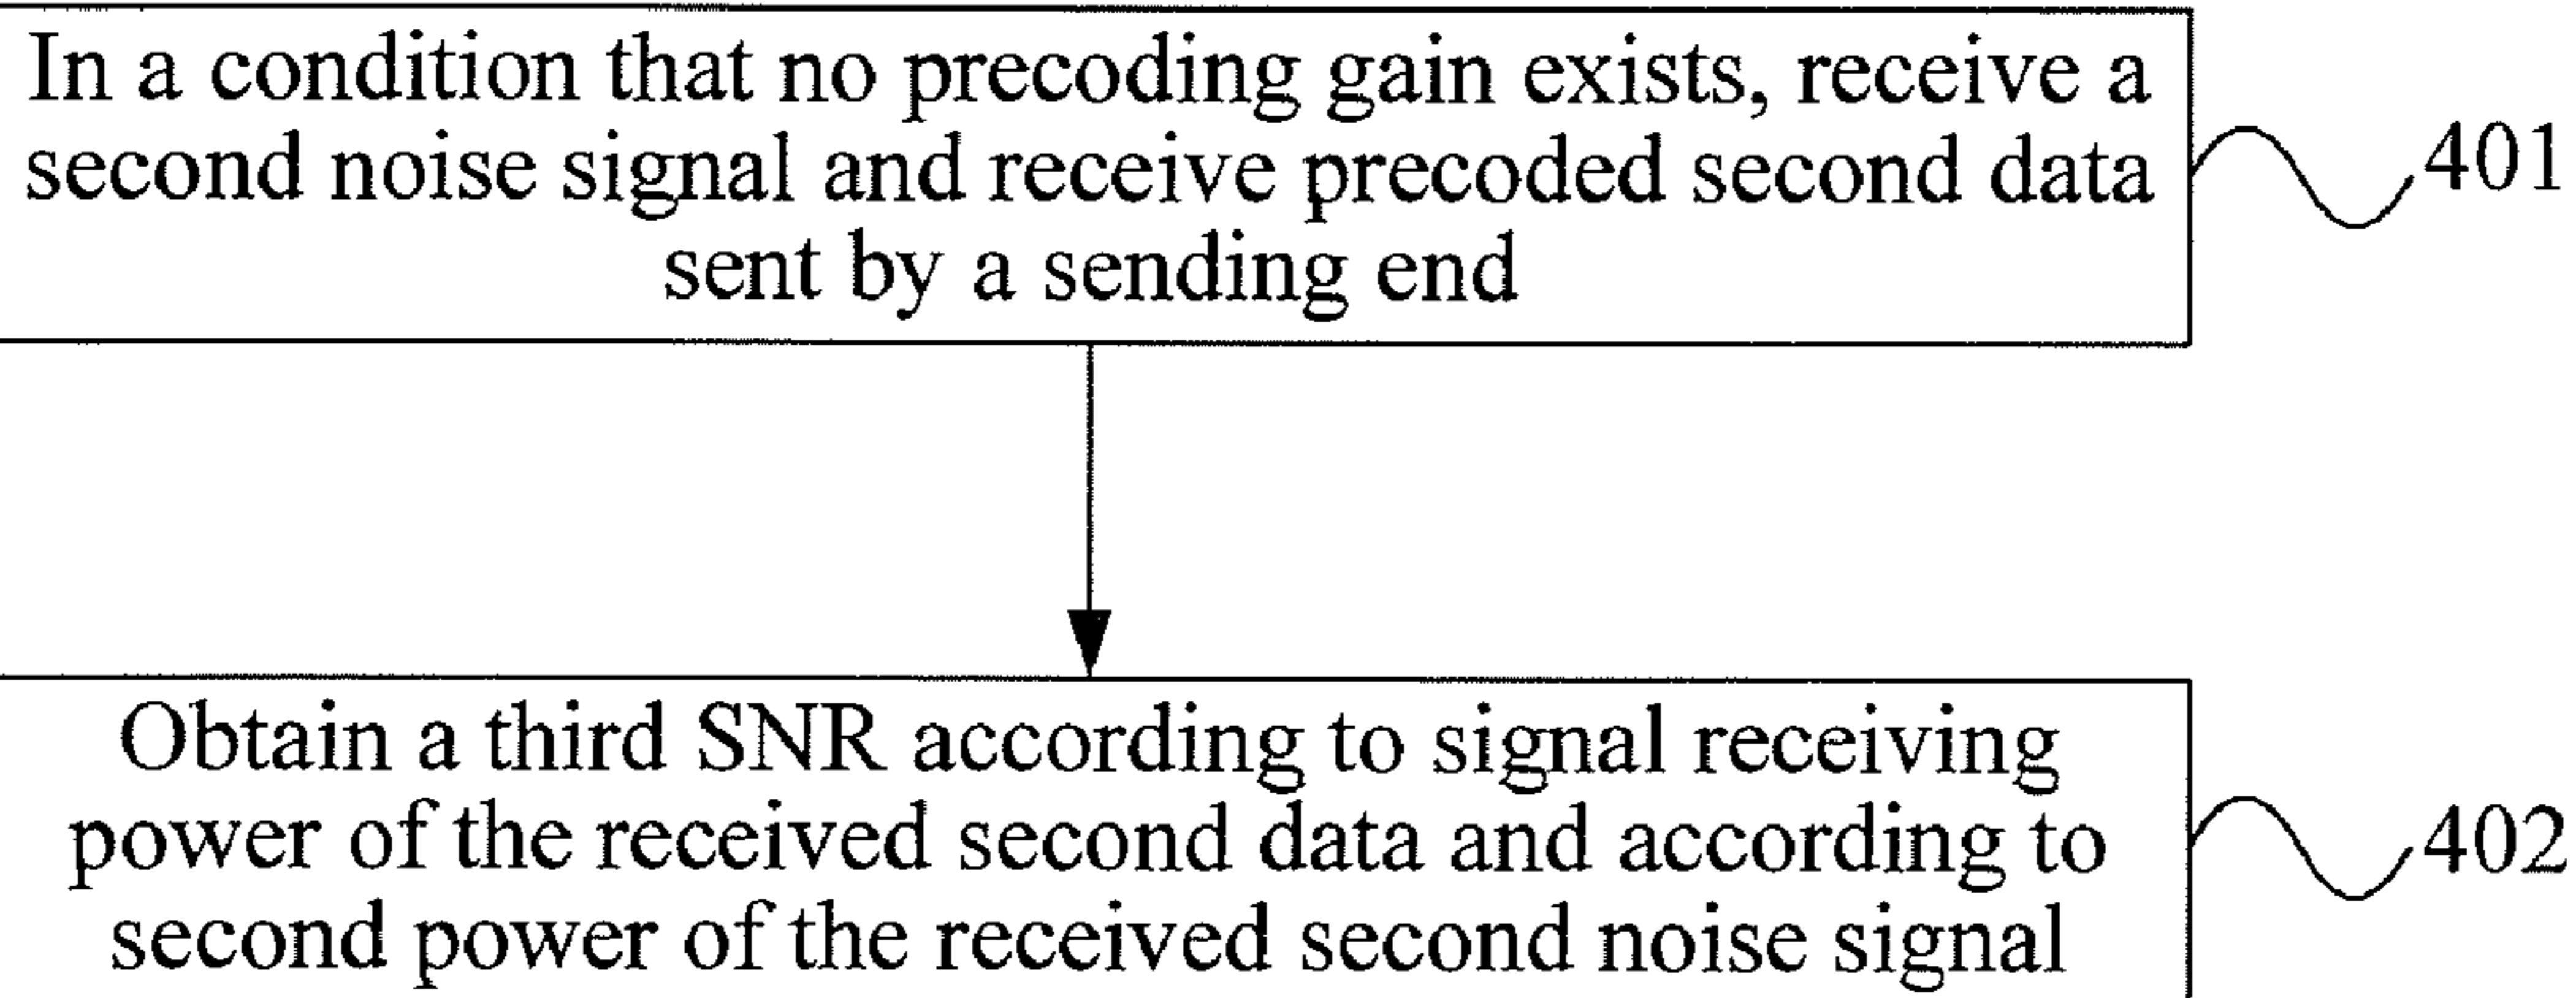 In a condition that no precoding gain exists, receive a
second noise signal and receive precoded second data
sent by a sending end
401
Obtain a third SNR according to signal receiving
power of the received second data and according to
second power of the received second noise signal
402